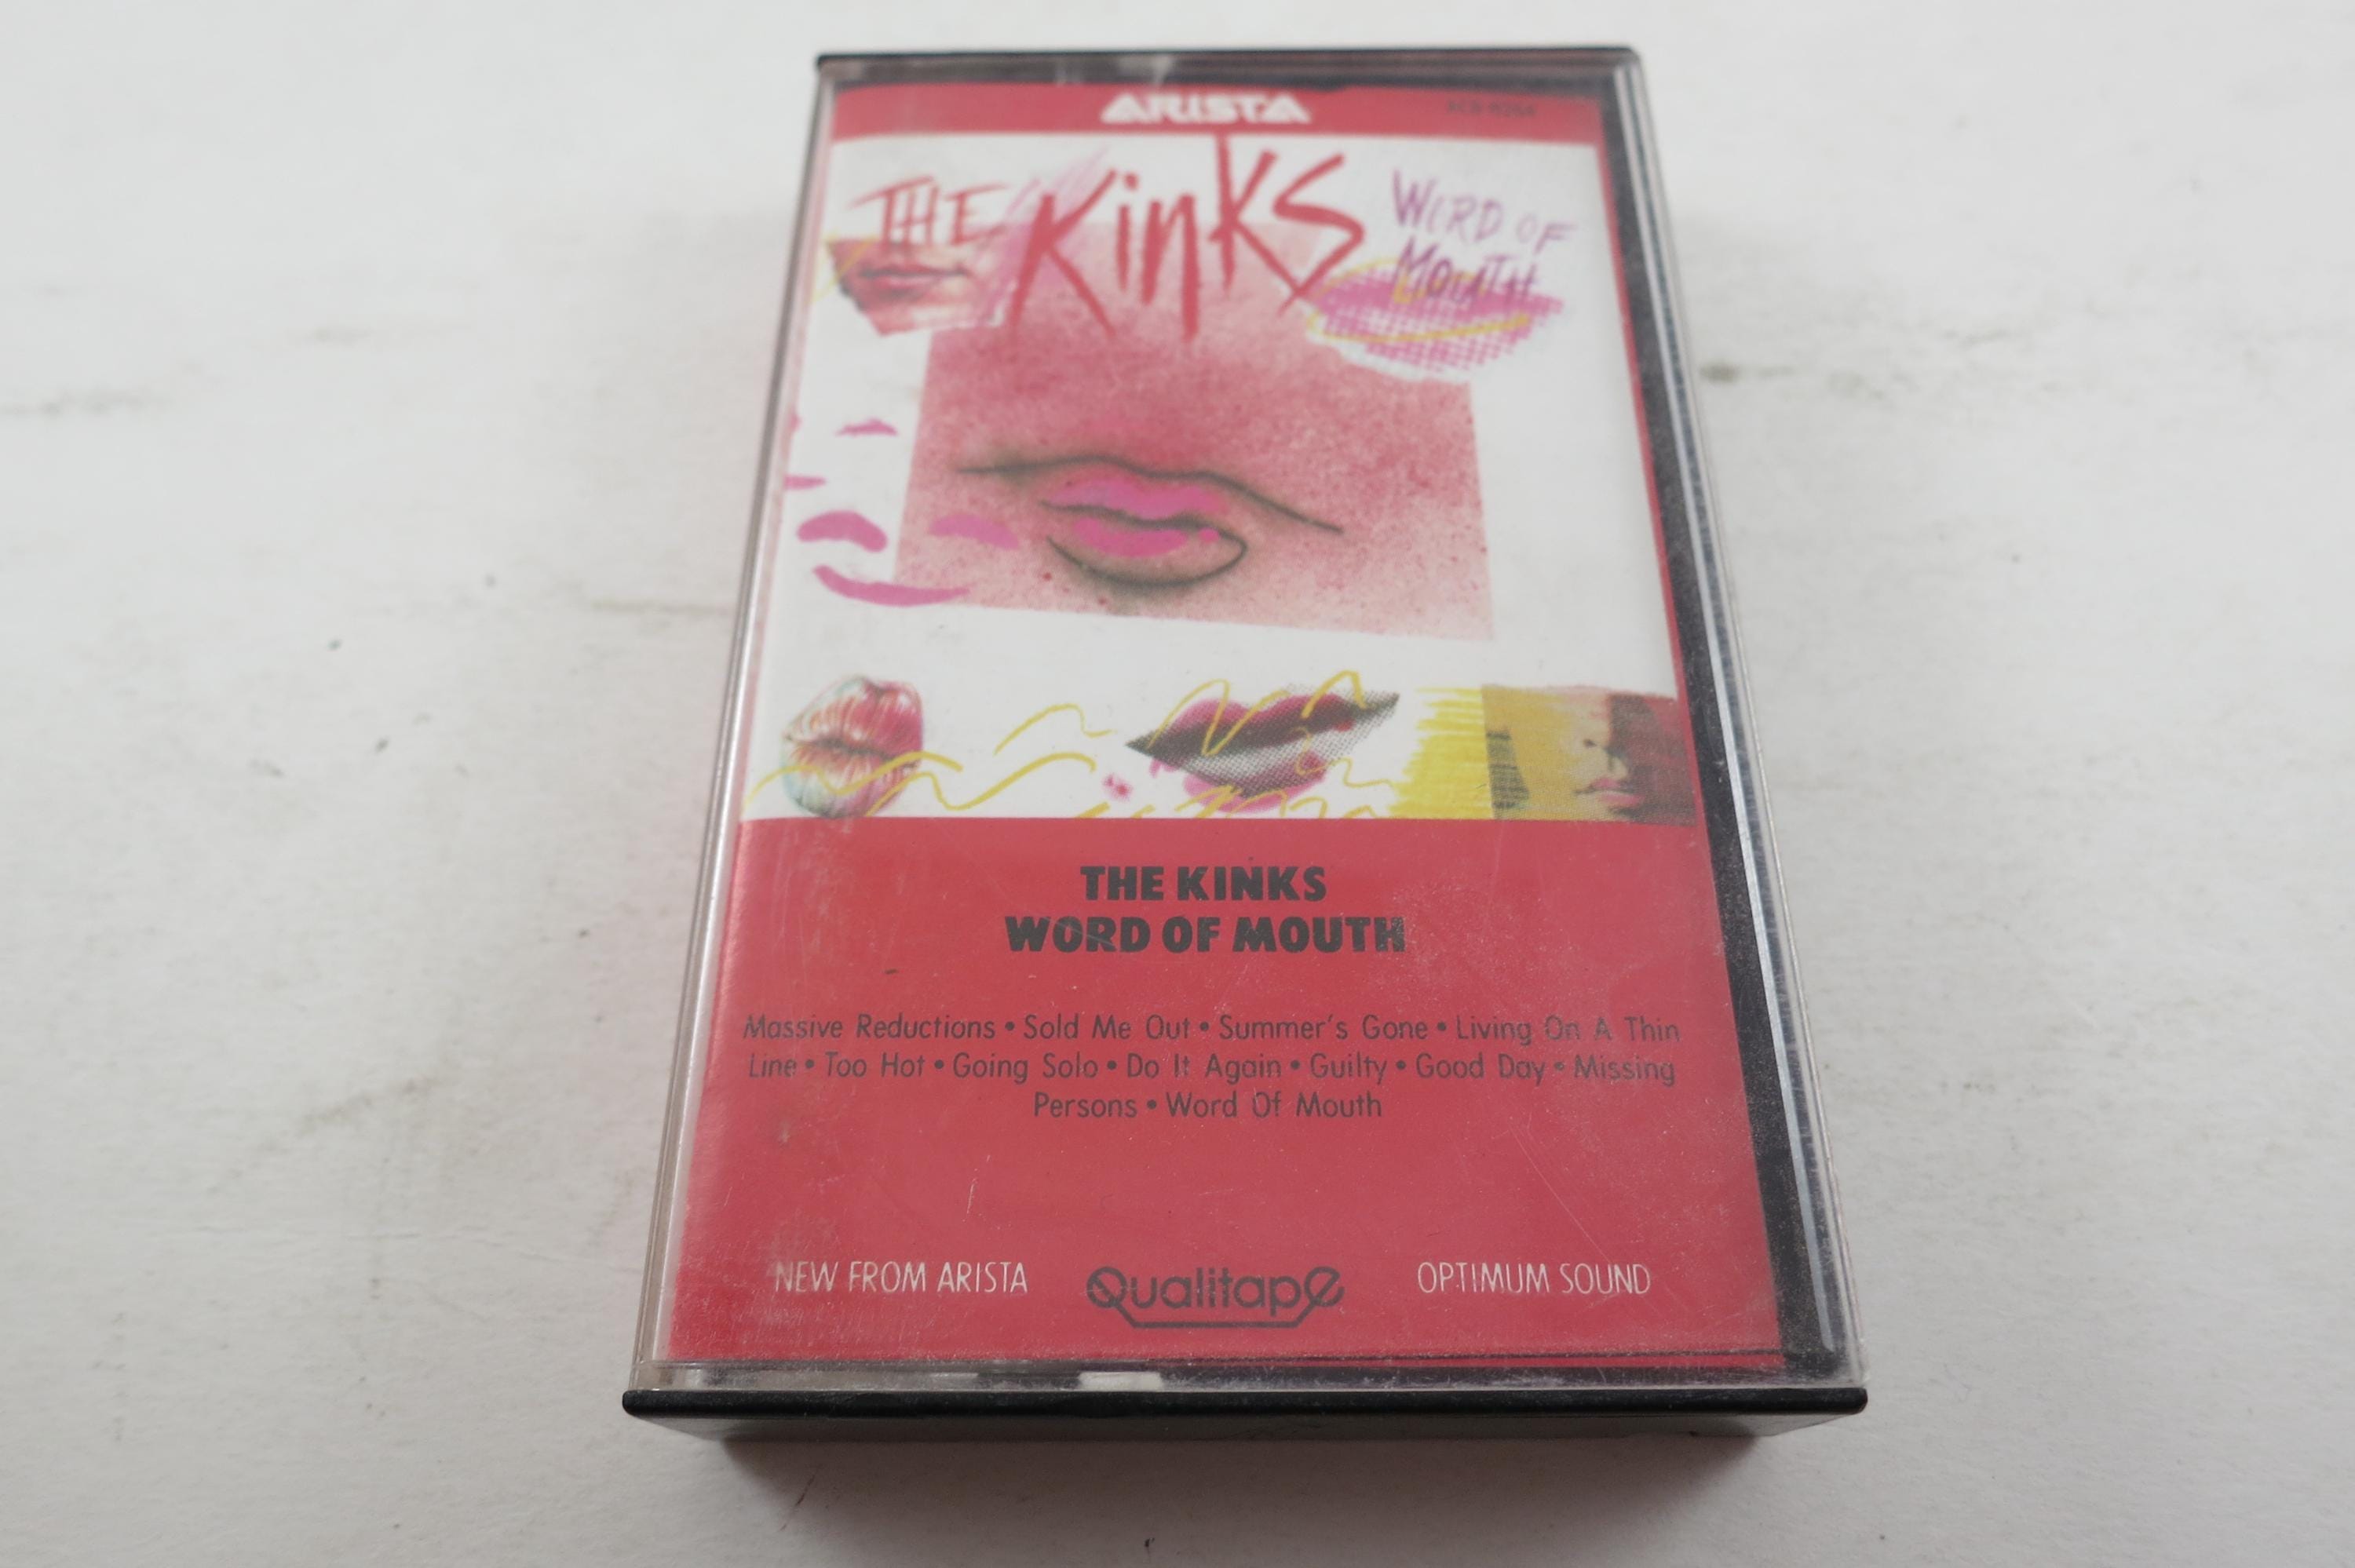 ARISTA
THE Kinks
WORD OF
MOUTH
THE KINKS
WORD OF MOUTH
Massive Reductions • Sold Me Out • Summer's Gone • Living On A Thin
Line • Too Hot • Going Solo • Do It Again • Guilty • Good Day • Missing
Persons • Word Of Mouth
NEW FROM ARISTA Qualitape OPTIMUM SOUND